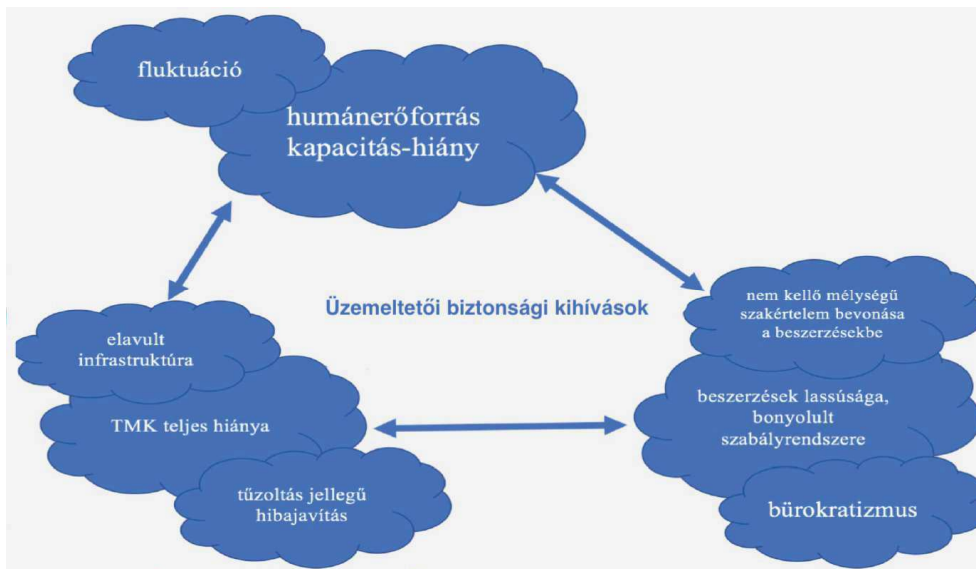 fluktuáció
humánerőforrás
kapacitás-hiány
Üzemeltetői biztonsági kihívások
elavult
infrastruktúra
TMK teljes hiánya
tűzoltás jellegű
hibajavítás
nem kellő mélységű
szakértelem bevonása
a beszerzésekbe
beszerzések lassúsága,
bonyolult
szabályrendszere
bürokratizmus